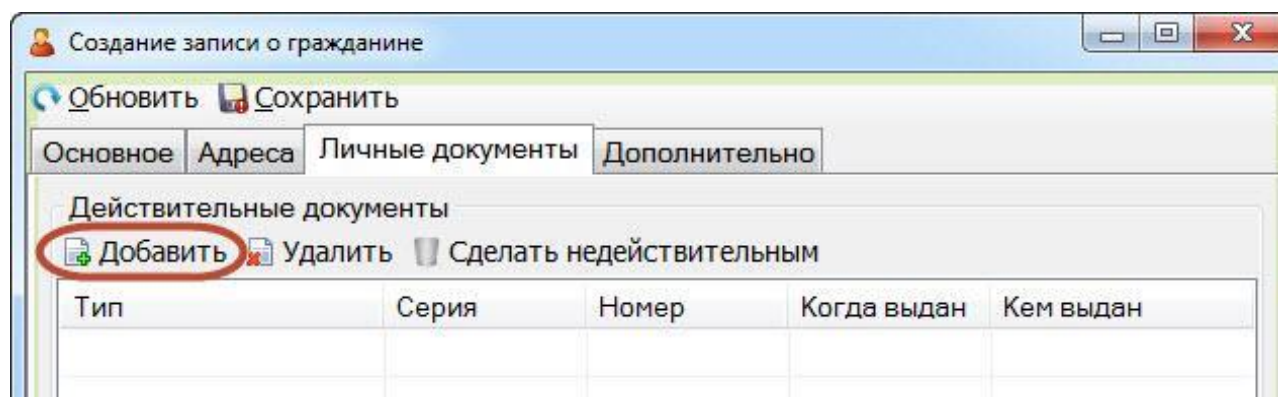 Создание записи о гражданине
Обновить Сохранить
Основное Адреса Личные документы Дополнительно
Действительные документы
Добавить Удалить Сделать недействительным
Тип Серия Номер Когда выдан Кем выдан